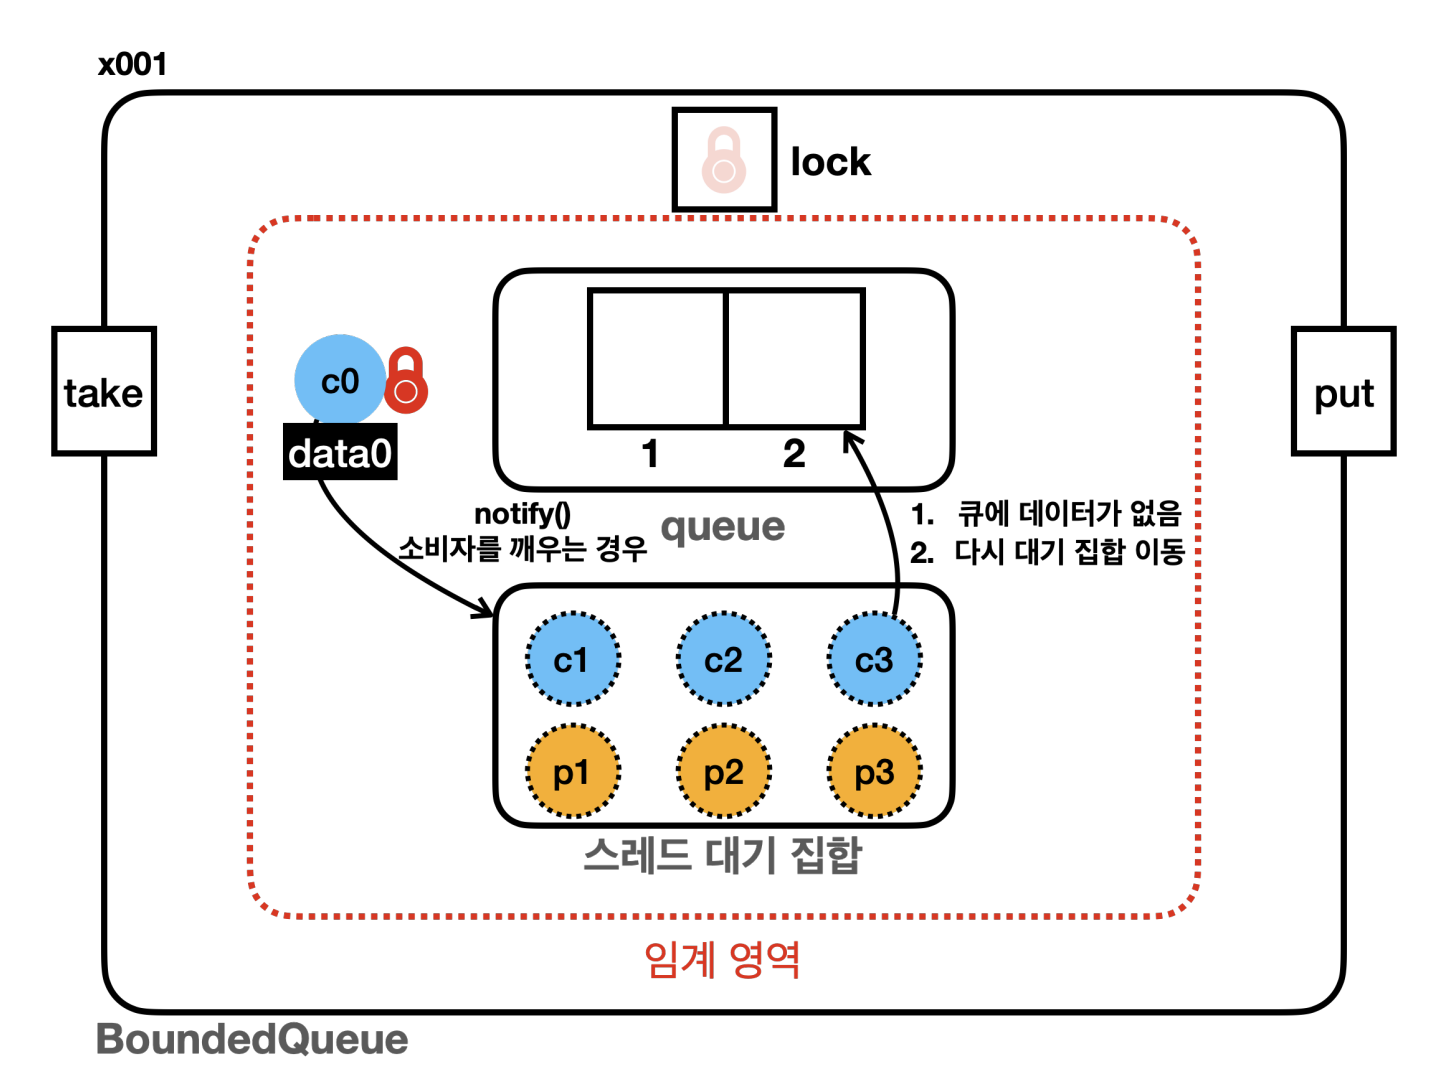 x001
lock
take
c0
data0
put
1
2
queue
notify()
소비자를 깨우는 경우
1. 큐에 데이터가 없음
2. 다시 대기 집합 이동
c1
c2
c3
p1
p2
p3
스레드 대기 집합
임계 영역
BoundedQueue